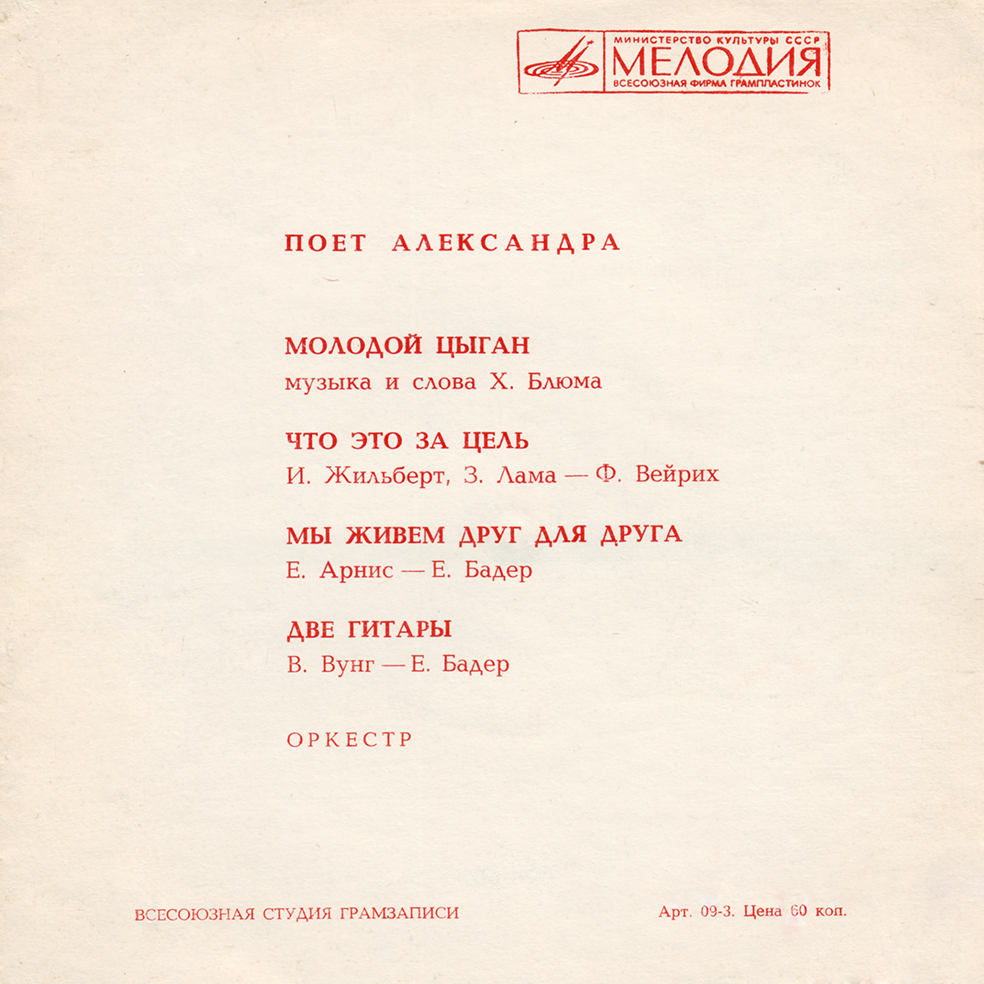 МИНИСТЕРСТВО КУЛЬТУРЫ СССР
МЕЛОДИЯ
ВСЕСОЮЗНАЯ ФИРМА ГРАМПЛАСТИНОК
ПОЕТ АЛЕКСАНДРА
МОЛОДОЙ ЦЫГАН
музыка и слова Х. Блюма
ЧТО ЭТО ЗА ЦЕЛЬ
И. Жильберт, З. Лама — Ф. Вейрих
МЫ ЖИВЕМ ДРУГ ДЛЯ ДРУГА
Е. Арнис — Е. Бадер
ДВЕ ГИТАРЫ
В. Вунг — Е. Бадер
ОРКЕСТР
ВСЕСОЮЗНАЯ СТУДИЯ ГРАМЗАПИСИ
Арт. 09-3. Цена 60 коп.